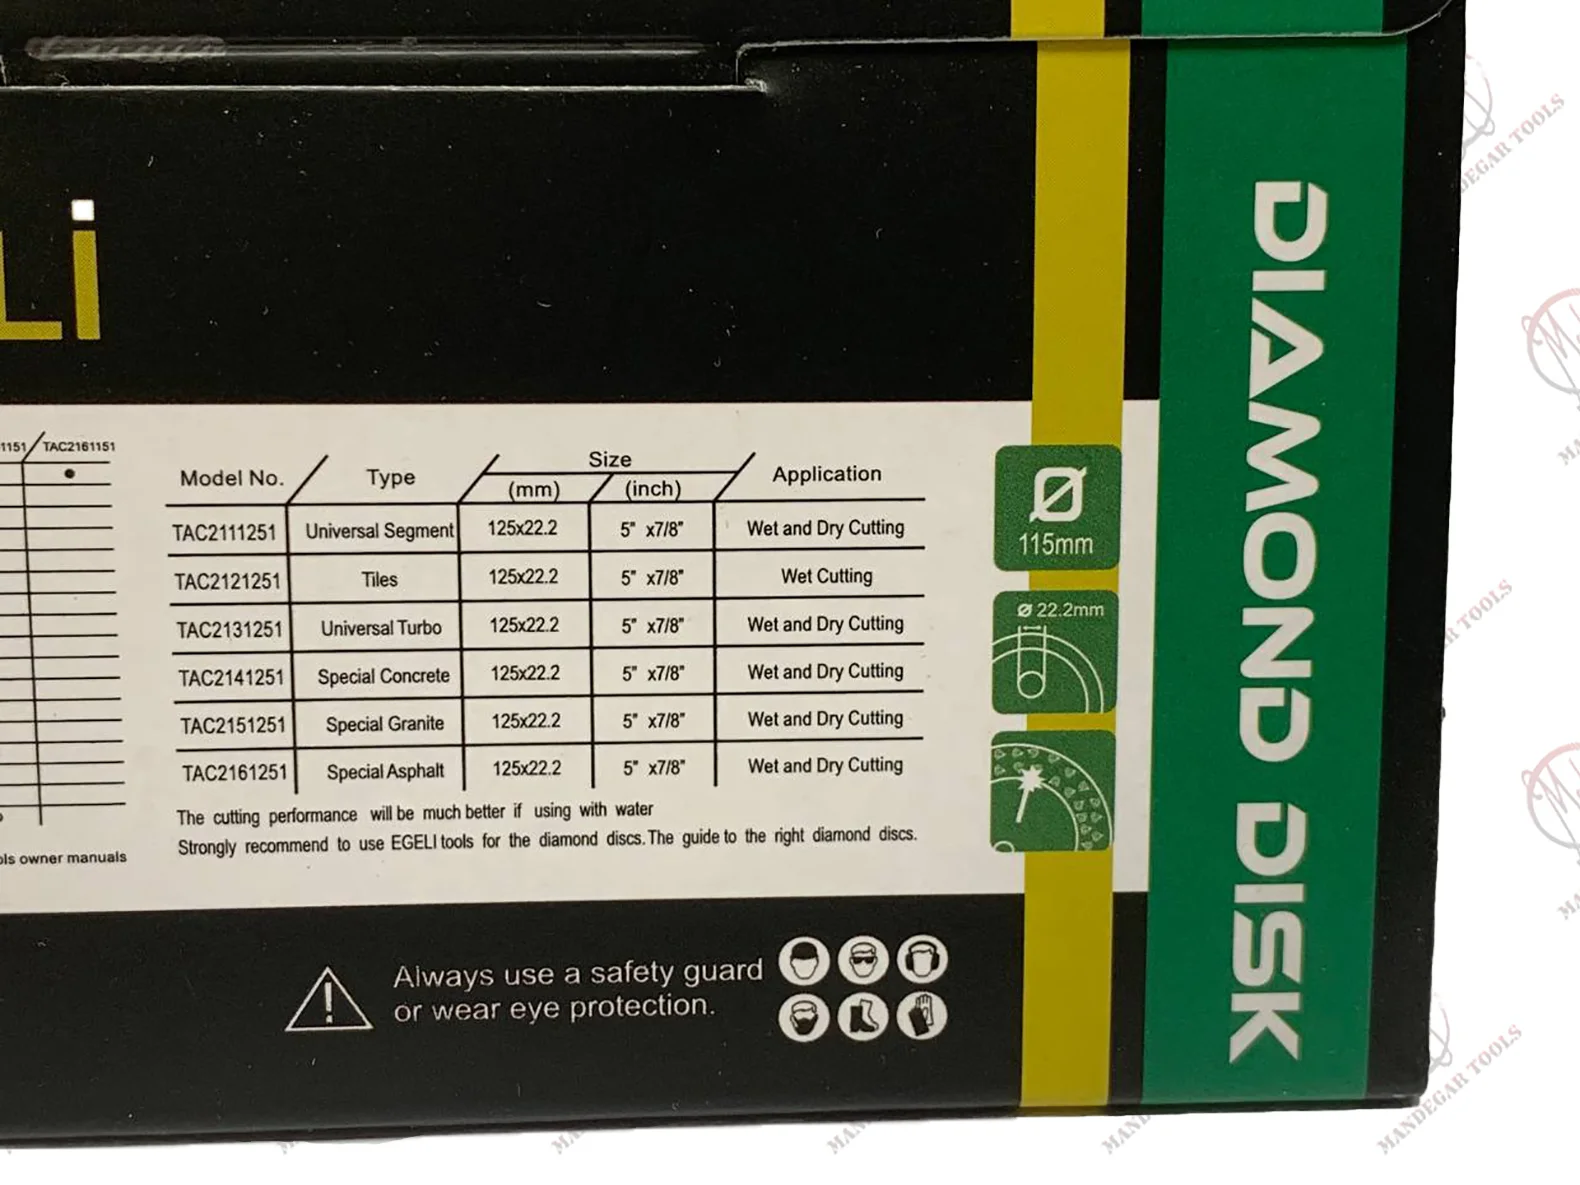 Li
1151 TAC2161151
Model No. Type Size (mm) (inch) Application
TAC2111251 Universal Segment 125x22.2 5" x7/8" Wet and Dry Cutting
TAC2121251 Tiles 125x22.2 5" x7/8" Wet Cutting
TAC2131251 Universal Turbo 125x22.2 5" x7/8" Wet and Dry Cutting
TAC2141251 Special Concrete 125x22.2 5" x7/8" Wet and Dry Cutting
TAC2151251 Special Granite 125x22.2 5" x7/8" Wet and Dry Cutting
TAC2161251 Special Asphalt 125x22.2 5" x7/8" Wet and Dry Cutting
The cutting performance will be much better if using with water
Strongly recommend to use EGELI tools for the diamond discs.The guide to the right diamond discs.
ols owner manuals
Ø
115mm
Ø 22.2mm
DIAMOND DISK
Always use a safety guard
or wear eye protection.
MANDEGAR TOOLS
MANDEGAR TOOLS